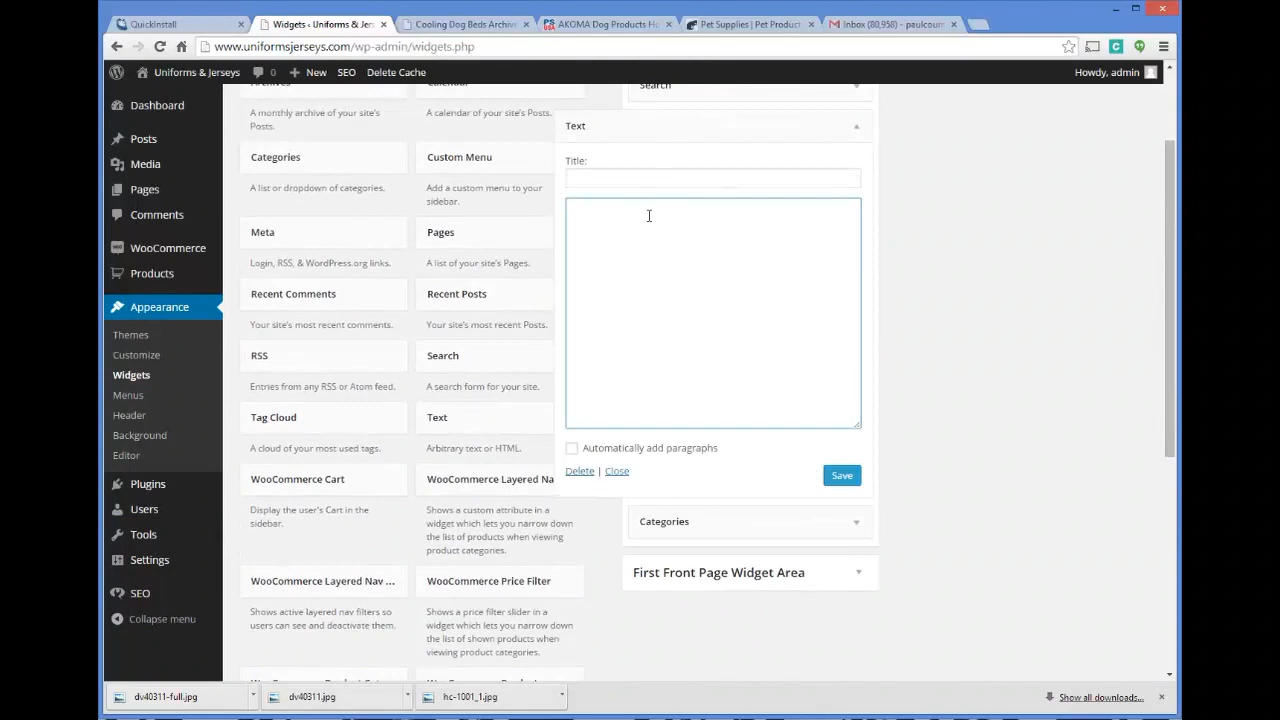 QuickInstall
Widgets ‹ Uniforms & Jers
Cooling Dog Beds Archive
AKOMA Dog Products Ho
Pet Supplies | Pet Product
Inbox (80,958) - paulcoum
www.uniformsjerseys.com/wp-admin/widgets.php
Uniforms & Jerseys
0
New
SEO
Delete Cache
Howdy, admin
Dashboard
Posts
Media
Pages
Comments
WooCommerce
Products
Appearance
Themes
Customize
Widgets
Menus
Header
Background
Editor
Plugins
Users
Tools
Settings
SEO
Collapse menu
Archives
Calendar
A monthly archive of your site's
Posts.
A calendar of your site's Posts.
Categories
Custom Menu
A list or dropdown of categories.
Add a custom menu to your
sidebar.
Meta
Pages
Login, RSS, & WordPress.org links.
A list of your site's Pages.
Recent Comments
Recent Posts
Your site's most recent comments.
Your site's most recent Posts.
RSS
Search
Entries from any RSS or Atom feed.
A search form for your site.
Tag Cloud
Text
A cloud of your most used tags.
Arbitrary text or HTML.
WooCommerce Cart
WooCommerce Layered Na
Display the user's Cart in the
sidebar.
Shows a custom attribute in a
widget which lets you narrow down
the list of products when viewing
product categories.
WooCommerce Layered Nav ...
WooCommerce Price Filter
Shows active layered nav filters so
users can see and deactivate them.
Shows a price filter slider in a
widget which lets you narrow down
the list of shown products when
viewing product categories.
Search
Text
Title:
Automatically add paragraphs
Delete | Close
Save
Categories
First Front Page Widget Area
dv40311-full.jpg
dv40311.jpg
hc-1001_1.jpg
Show all downloads...